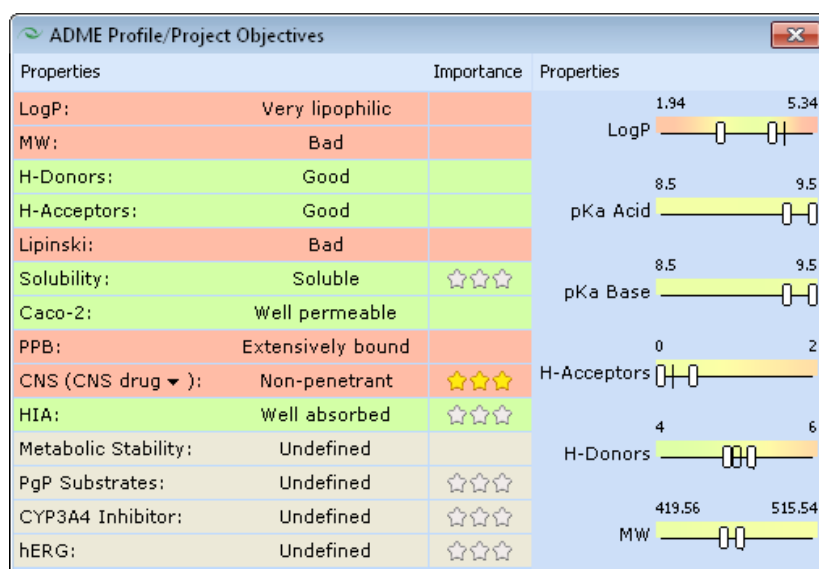 ADME Profile/Project Objectives
Properties Importance Properties
LogP: Very lipophilic
MW: Bad
H-Donors: Good
H-Acceptors: Good
Lipinski: Bad
Solubility: Soluble
Caco-2: Well permeable
PPB: Extensively bound
CNS (CNS drug ▾ ): Non-penetrant
HIA: Well absorbed
Metabolic Stability: Undefined
PgP Substrates: Undefined
CYP3A4 Inhibitor: Undefined
hERG: Undefined
1.94 5.34
LogP
8.5 9.5
pKa Acid
8.5 9.5
pKa Base
0 2
H-Acceptors
4 6
H-Donors
419.56 515.54
MW